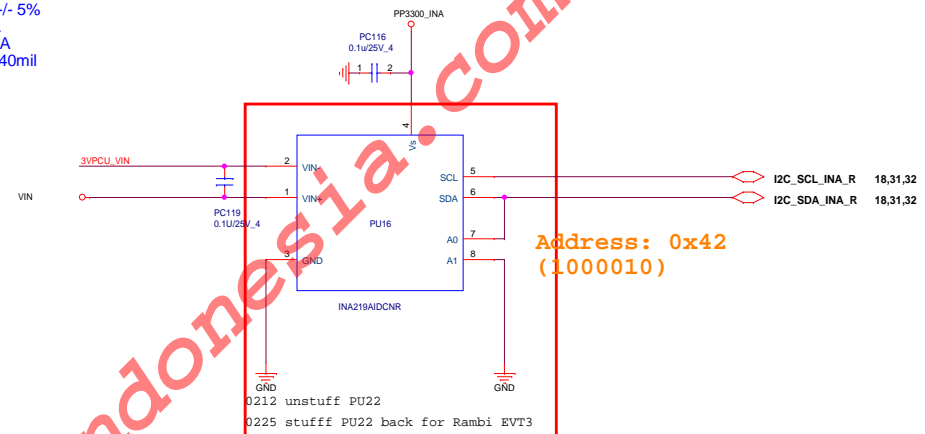 /- 5%
A
40mil
PP3300_INA
PC116
0.1u/25V_4
1 2
4
Vs
3VPCU_VIN
2 VIN-
SCL 5
I2C_SCL_INA_R 18,31,32
VIN
1 VIN+
SDA 6
I2C_SDA_INA_R 18,31,32
PC119
0.1U/25V_4
PU16
A0 7
Address: 0x42
(1000010)
3 GND
A1 8
INA219AIDCNR
GND
GND
0212 unstuff PU22
0225 stufff PU22 back for Rambi EVT3
ndonesia.com